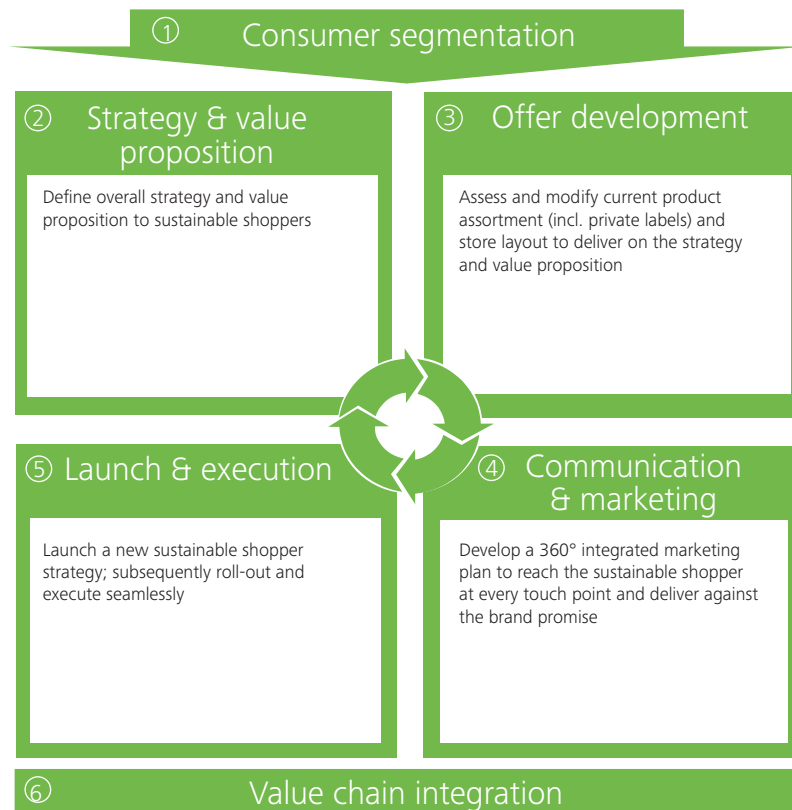 ① Consumer segmentation
② Strategy & value
proposition
Define overall strategy and value
proposition to sustainable shoppers
③ Offer development
Assess and modify current product
assortment (incl. private labels) and
store layout to deliver on the strategy
and value proposition
⑤ Launch & execution
Launch a new sustainable shopper
strategy; subsequently roll-out and
execute seamlessly
④ Communication
& marketing
Develop a 360° integrated marketing
plan to reach the sustainable shopper
at every touch point and deliver against
the brand promise
⑥ Value chain integration